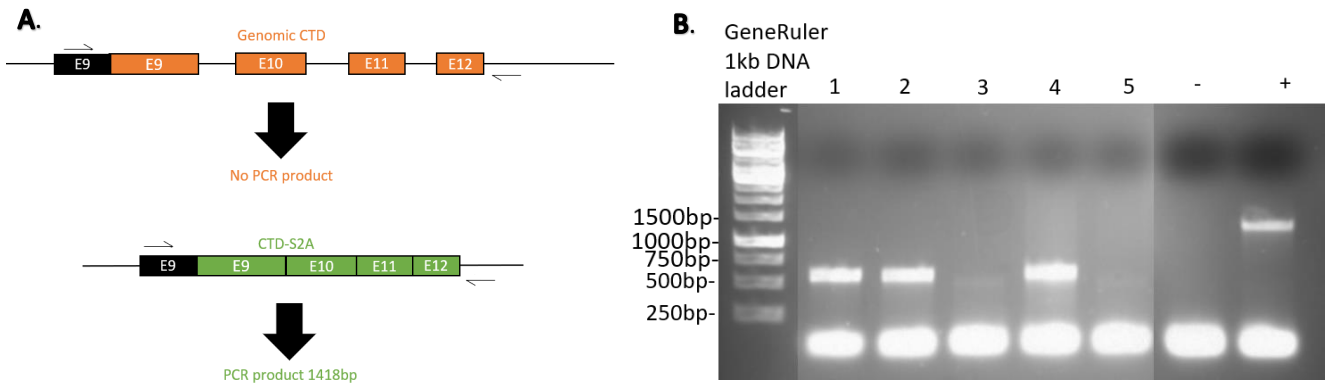 A.
Genomic CTD
E9 E9 E10 E11 E12
No PCR product
CTD-S2A
E9 E9 E10 E11 E12
PCR product 1418bp
B.
GeneRuler
1kb DNA
ladder
1 2 3 4 5 - +
1500bp-
1000bp-
750bp-
500bp-
250bp-